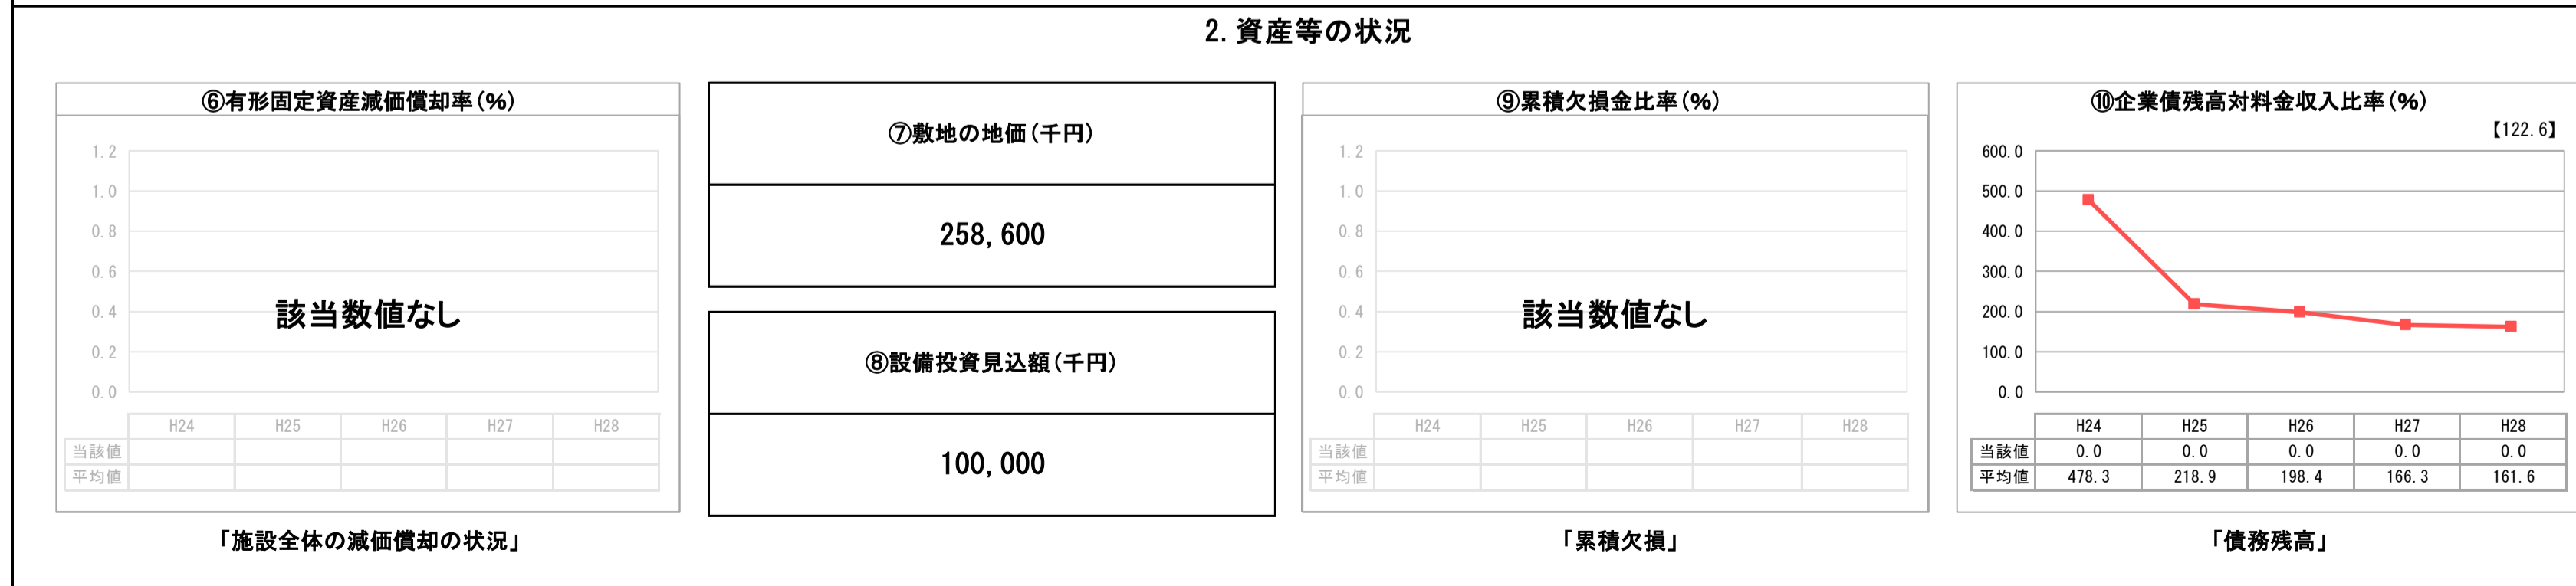 2.資産等の状況
⑥有形固定資産減価償却率(%)
1.2
1.0
0.8
0.6
0.4
0.2
0.0
該当数値なし
H24 H25 H26 H27 H28
当該値
平均値
「施設全体の減価償却の状況」
⑦敷地の地価(千円)
258,600
⑧設備投資見込額(千円)
100,000
⑨累積欠損金比率(%)
1.2
1.0
0.8
0.6
0.4
0.2
0.0
該当数値なし
H24 H25 H26 H27 H28
当該値
平均値
「累積欠損」
⑩企業債残高対料金収入比率(%)
【122.6】
600.0
500.0
400.0
300.0
200.0
100.0
0.0
H24 H25 H26 H27 H28
当該値 0.0 0.0 0.0 0.0 0.0
平均値 478.3 218.9 198.4 166.3 161.6
「債務残高」